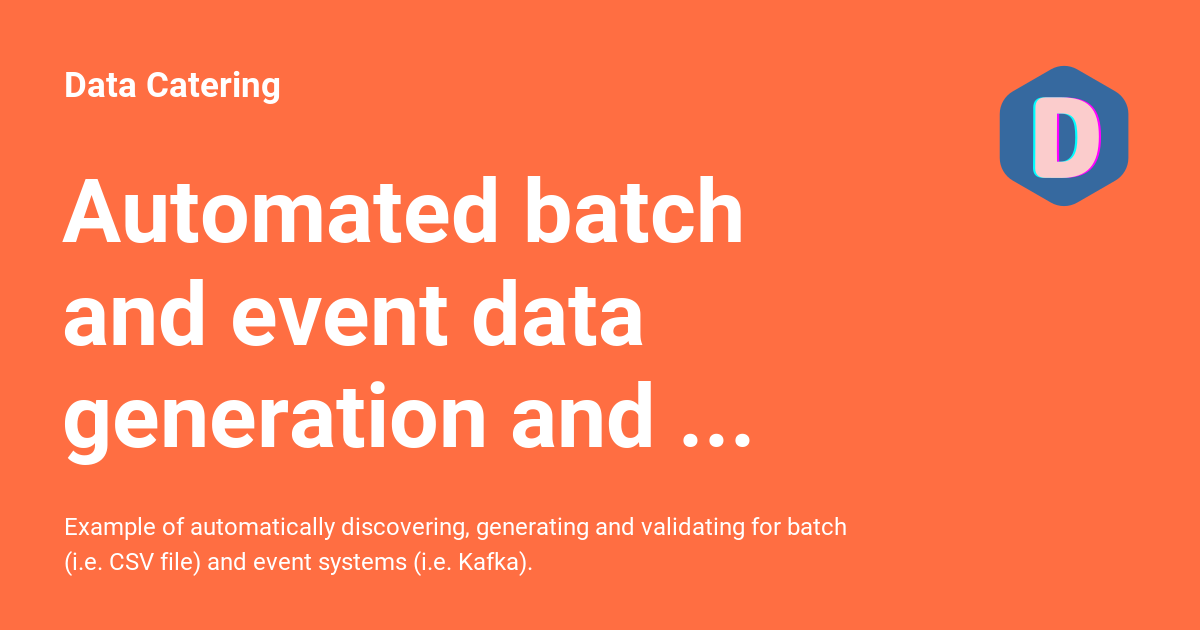 Data Catering
D
Automated batch
and event data
generation and ...
Example of automatically discovering, generating and validating for batch
(i.e. CSV file) and event systems (i.e. Kafka).